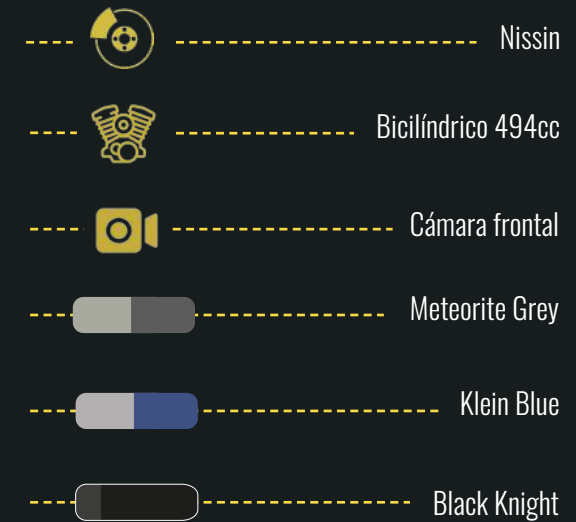 Nissin
Bicilíndrico 494cc
Cámara frontal
Meteorite Grey
Klein Blue
Black Knight